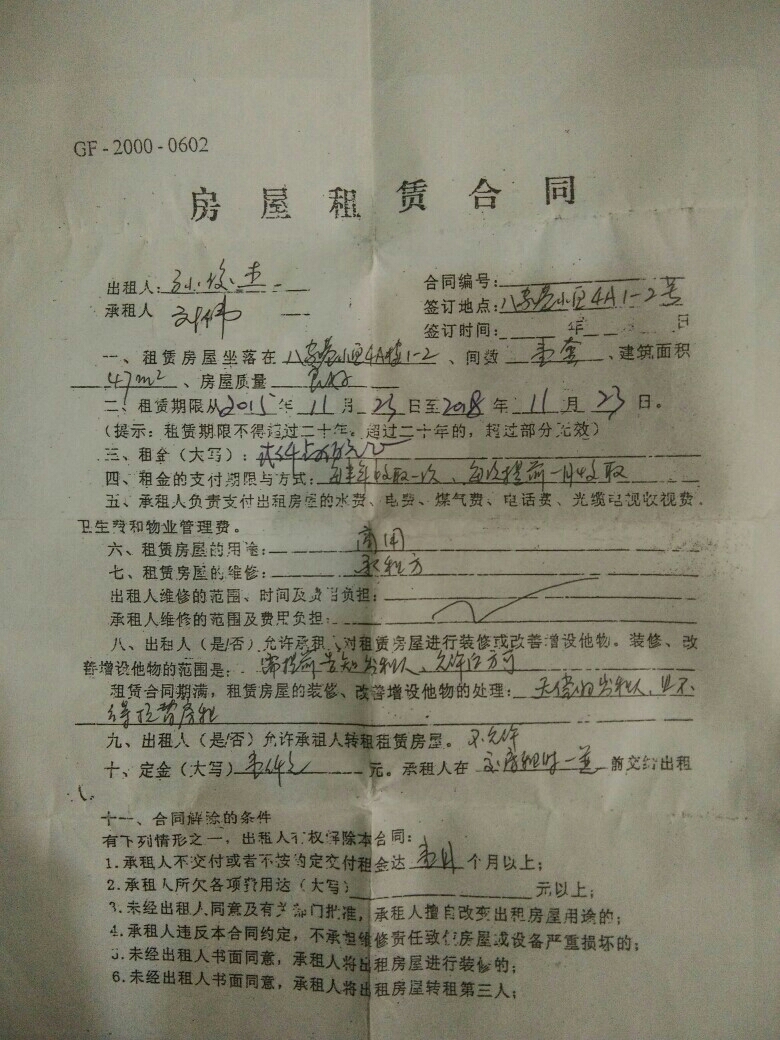 GF-2000-0602
房屋租赁合同
出租人:
合同编号:
承租人 刘伟
签订地点: 小区4A1-2号
签订时间: 年 日
一、租赁房屋坐落在 小区4A栋1-2、间数 壹套、建筑面积
47m²、房屋质量 良好
二、租赁期限从2015年11月23日至2018年11月23日。
(提示:租赁期限不得超过二十年。超过二十年的,超过部分无效)
三、租金(大写):
四、租金的支付期限与方式: 每半年收取一次、每次提前一月收取
五、承租人负责支付出租房屋的水费、电费、煤气费、电话费、光缆电视收视费、
卫生费和物业管理费。
六、租赁房屋的用途: 商用
七、租赁房屋的维修: 承租方
出租人维修的范围、时间及费用负担:
承租人维修的范围及费用负担:
八、出租人(是/否)允许承租人对租赁房屋进行装修或改善增设他物。装修、改
善增设他物的范围是: 需提前告知出租人、允许后方可
租赁合同期满,租赁房屋的装修、改善增设他物的处理: 无偿归出租人,且不
得抵房租
九、出租人(是/否)允许承租人转租租赁房屋。不允许
十、定金(大写)壹仟元 元。承租人在 交房租时一并 前交给出租
人。
十一、合同解除的条件
有下列情形之一,出租人有权解除本合同:
1.承租人不交付或者不按约定交付租金达 壹月 个月以上;
2.承租人所欠各项费用达(大写) 元以上;
3.未经出租人同意及有关部门批准,承租人擅自改变出租房屋用途的;
4.承租人违反本合同约定,不承担维修责任致使房屋或设备严重损坏的;
5.未经出租人书面同意,承租人将出租房屋进行装修的;
6.未经出租人书面同意,承租人将出租房屋转租第三人;